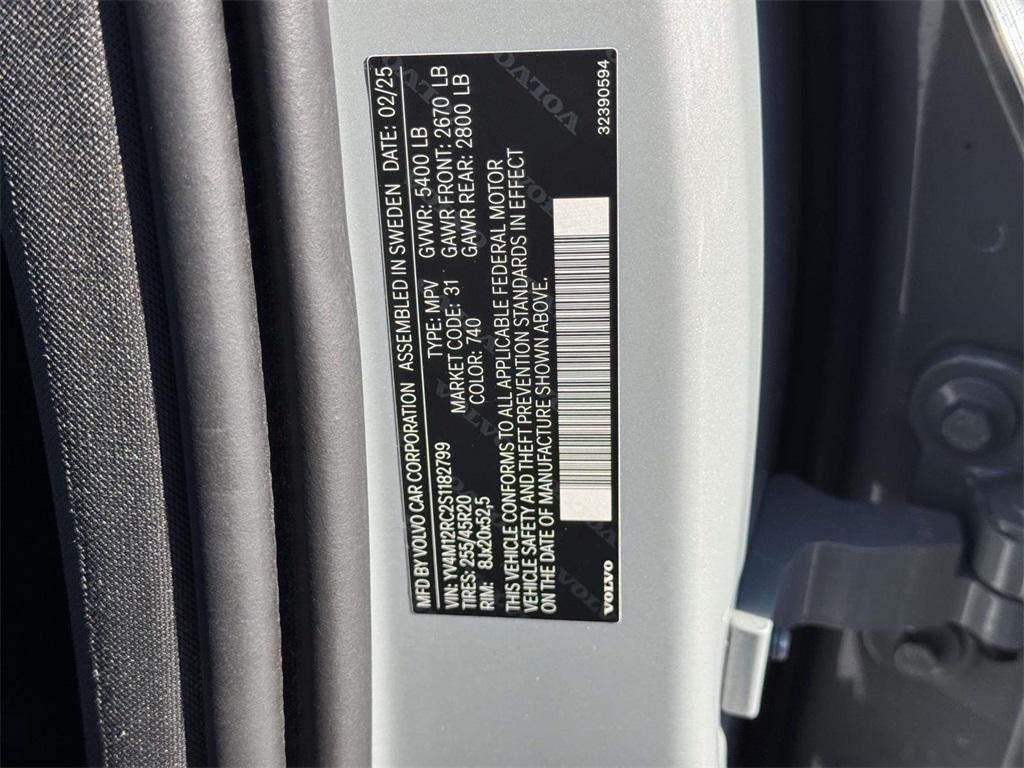 MFD BY VOLVO CAR CORPORATION ASSEMBLED IN SWEDEN DATE: 02/25
VIN: YV4M12RC2S1182799 TYPE: MPV GVWR: 5400 LB
TIRES: 255/45R20 MARKET CODE: 31 GAWR FRONT: 2670 LB
RIM: 8Jx20x52,5 COLOR: 740 GAWR REAR: 2800 LB
THIS VEHICLE CONFORMS TO ALL APPLICABLE FEDERAL MOTOR
VEHICLE SAFETY AND THEFT PREVENTION STANDARDS IN EFFECT
ON THE DATE OF MANUFACTURE SHOWN ABOVE.
VOLVO 32390594